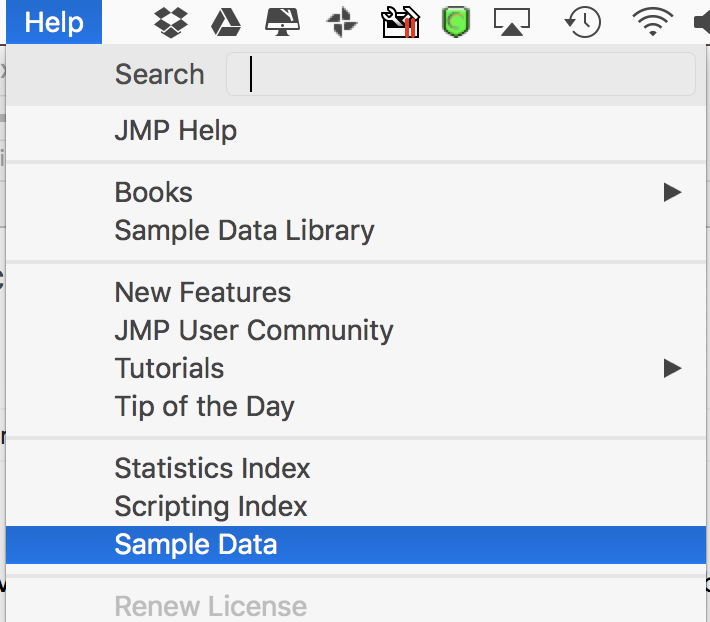 Help
Search
JMP Help
Books
Sample Data Library
New Features
JMP User Community
Tutorials
Tip of the Day
Statistics Index
Scripting Index
Sample Data
Renew License